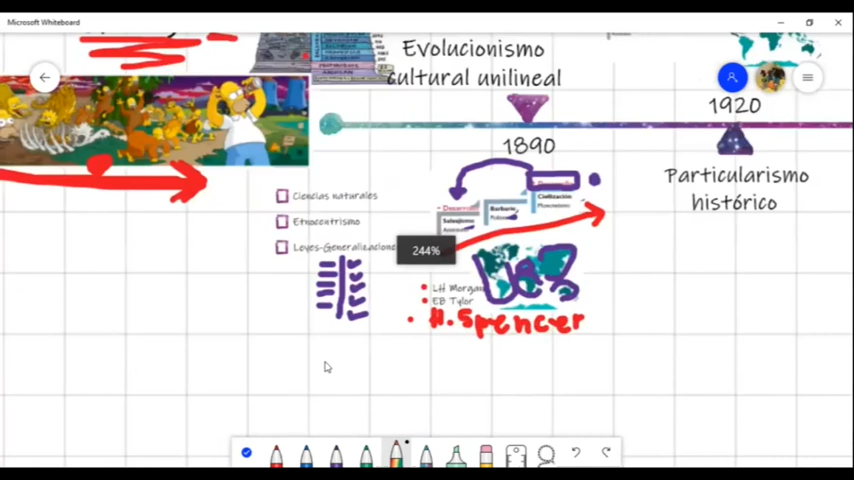 Microsoft Whiteboard
Evolucionismo
cultural unilineal
1890
1920
Particularismo
histórico
Ciencias naturales
Etnocentrismo
Leyes-Generalizacione
Civilización
Barbarie
Salvajismo
244%
LH Morgan
EB Tylor
H. Spencer